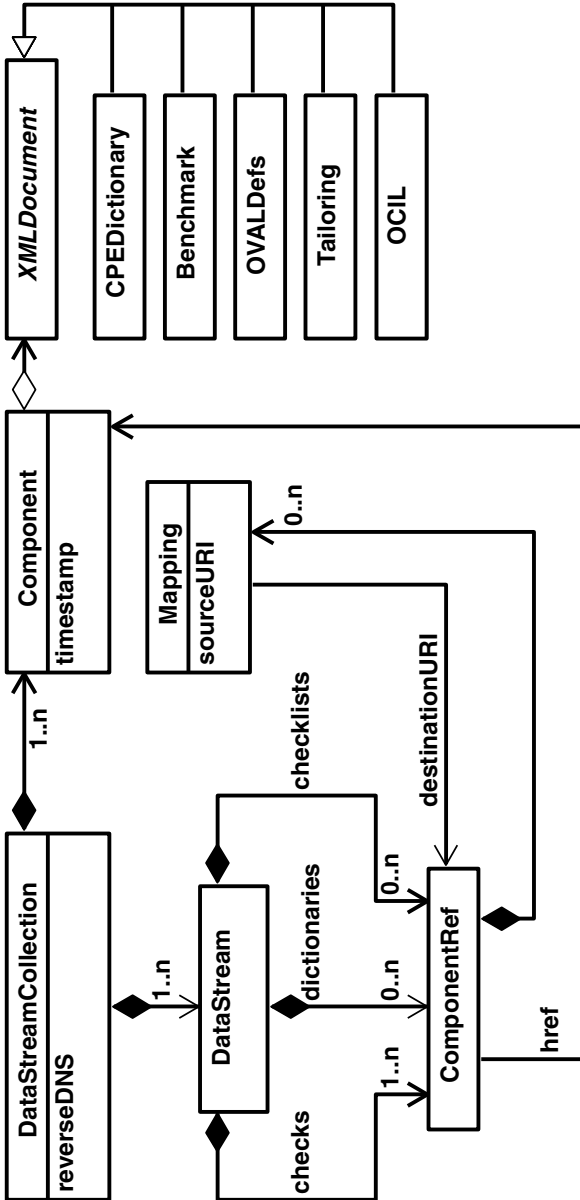 DataStreamCollection
reverseDNS
1..n
Component
timestamp
XMLDocument
CPEDictionary
Benchmark
OVALDefs
Tailoring
OCIL
1..n
DataStream
Mapping
sourceURI
0..n
checks
dictionaries
checklists
destinationURI
1..n
0..n
0..n
ComponentRef
href